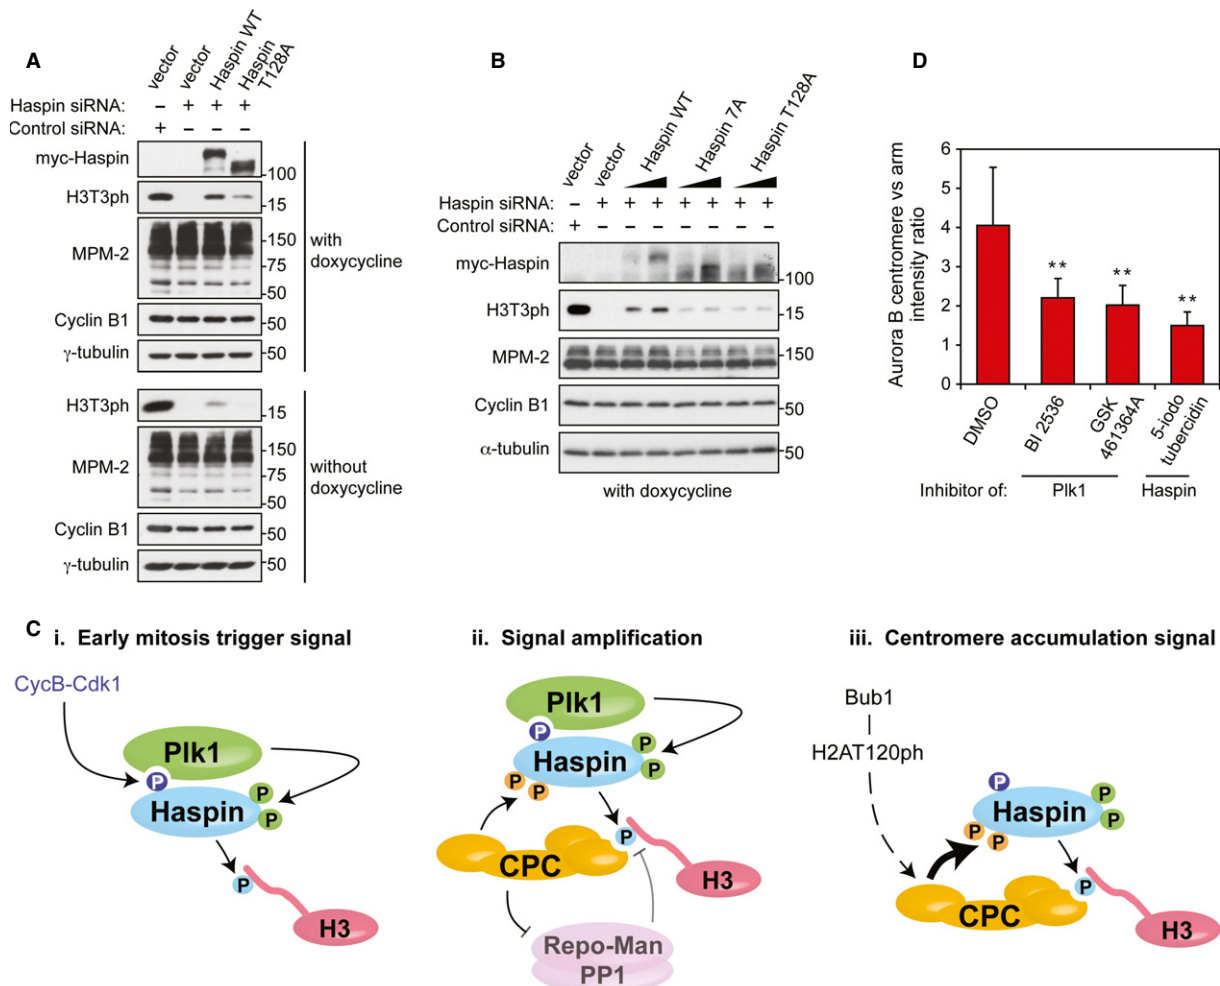 A
vector
vector
Haspin WT
Haspin T128A
Haspin siRNA: – + + +
Control siRNA: + – – –
myc-Haspin
100
H3T3ph
15
MPM-2
150
75
50
Cyclin B1
50
γ-tubulin
50
with doxycycline
H3T3ph
15
MPM-2
150
75
50
Cyclin B1
50
γ-tubulin
50
without doxycycline
B
vector
vector
Haspin WT
Haspin 7A
Haspin T128A
Haspin siRNA: – + + + + + + +
Control siRNA: + – – – – – – –
myc-Haspin
100
H3T3ph
15
MPM-2
150
Cyclin B1
50
α-tubulin
50
with doxycycline
D
Aurora B centromere vs arm
intensity ratio
6
5
4
3
2
1
0
**
**
**
DMSO
BI 2536
GSK
461364A
5-iodo
tubercidin
Inhibitor of: Plk1 Haspin
C
i. Early mitosis trigger signal
CycB-Cdk1
Plk1
P
Haspin
P
P
P
H3
ii. Signal amplification
Plk1
P
Haspin
P
P
P
P
P
CPC
H3
Repo-Man
PP1
iii. Centromere accumulation signal
Bub1
H2AT120ph
P
Haspin
P
P
P
P
P
CPC
H3